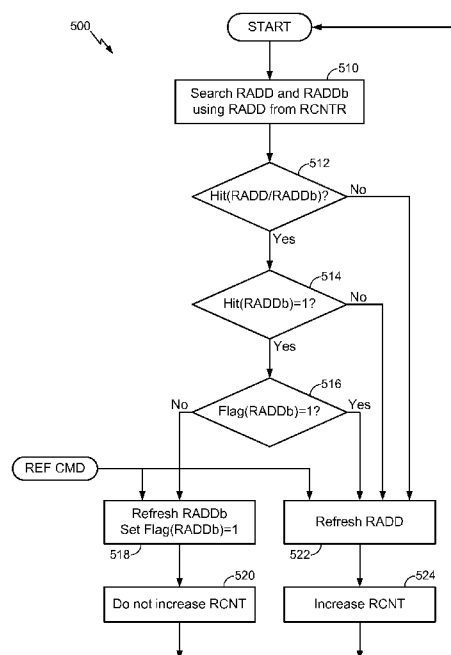 500
START
510
Search RADD and RADDb
using RADD from RCNTR
512
Hit(RADD/RADDb)?
No
Yes
514
Hit(RADDb)=1?
No
Yes
516
No
Flag(RADDb)=1?
Yes
REF CMD
Refresh RADDb
Set Flag(RADDb)=1
518
Refresh RADD
522
520
Do not increase RCNT
524
Increase RCNT